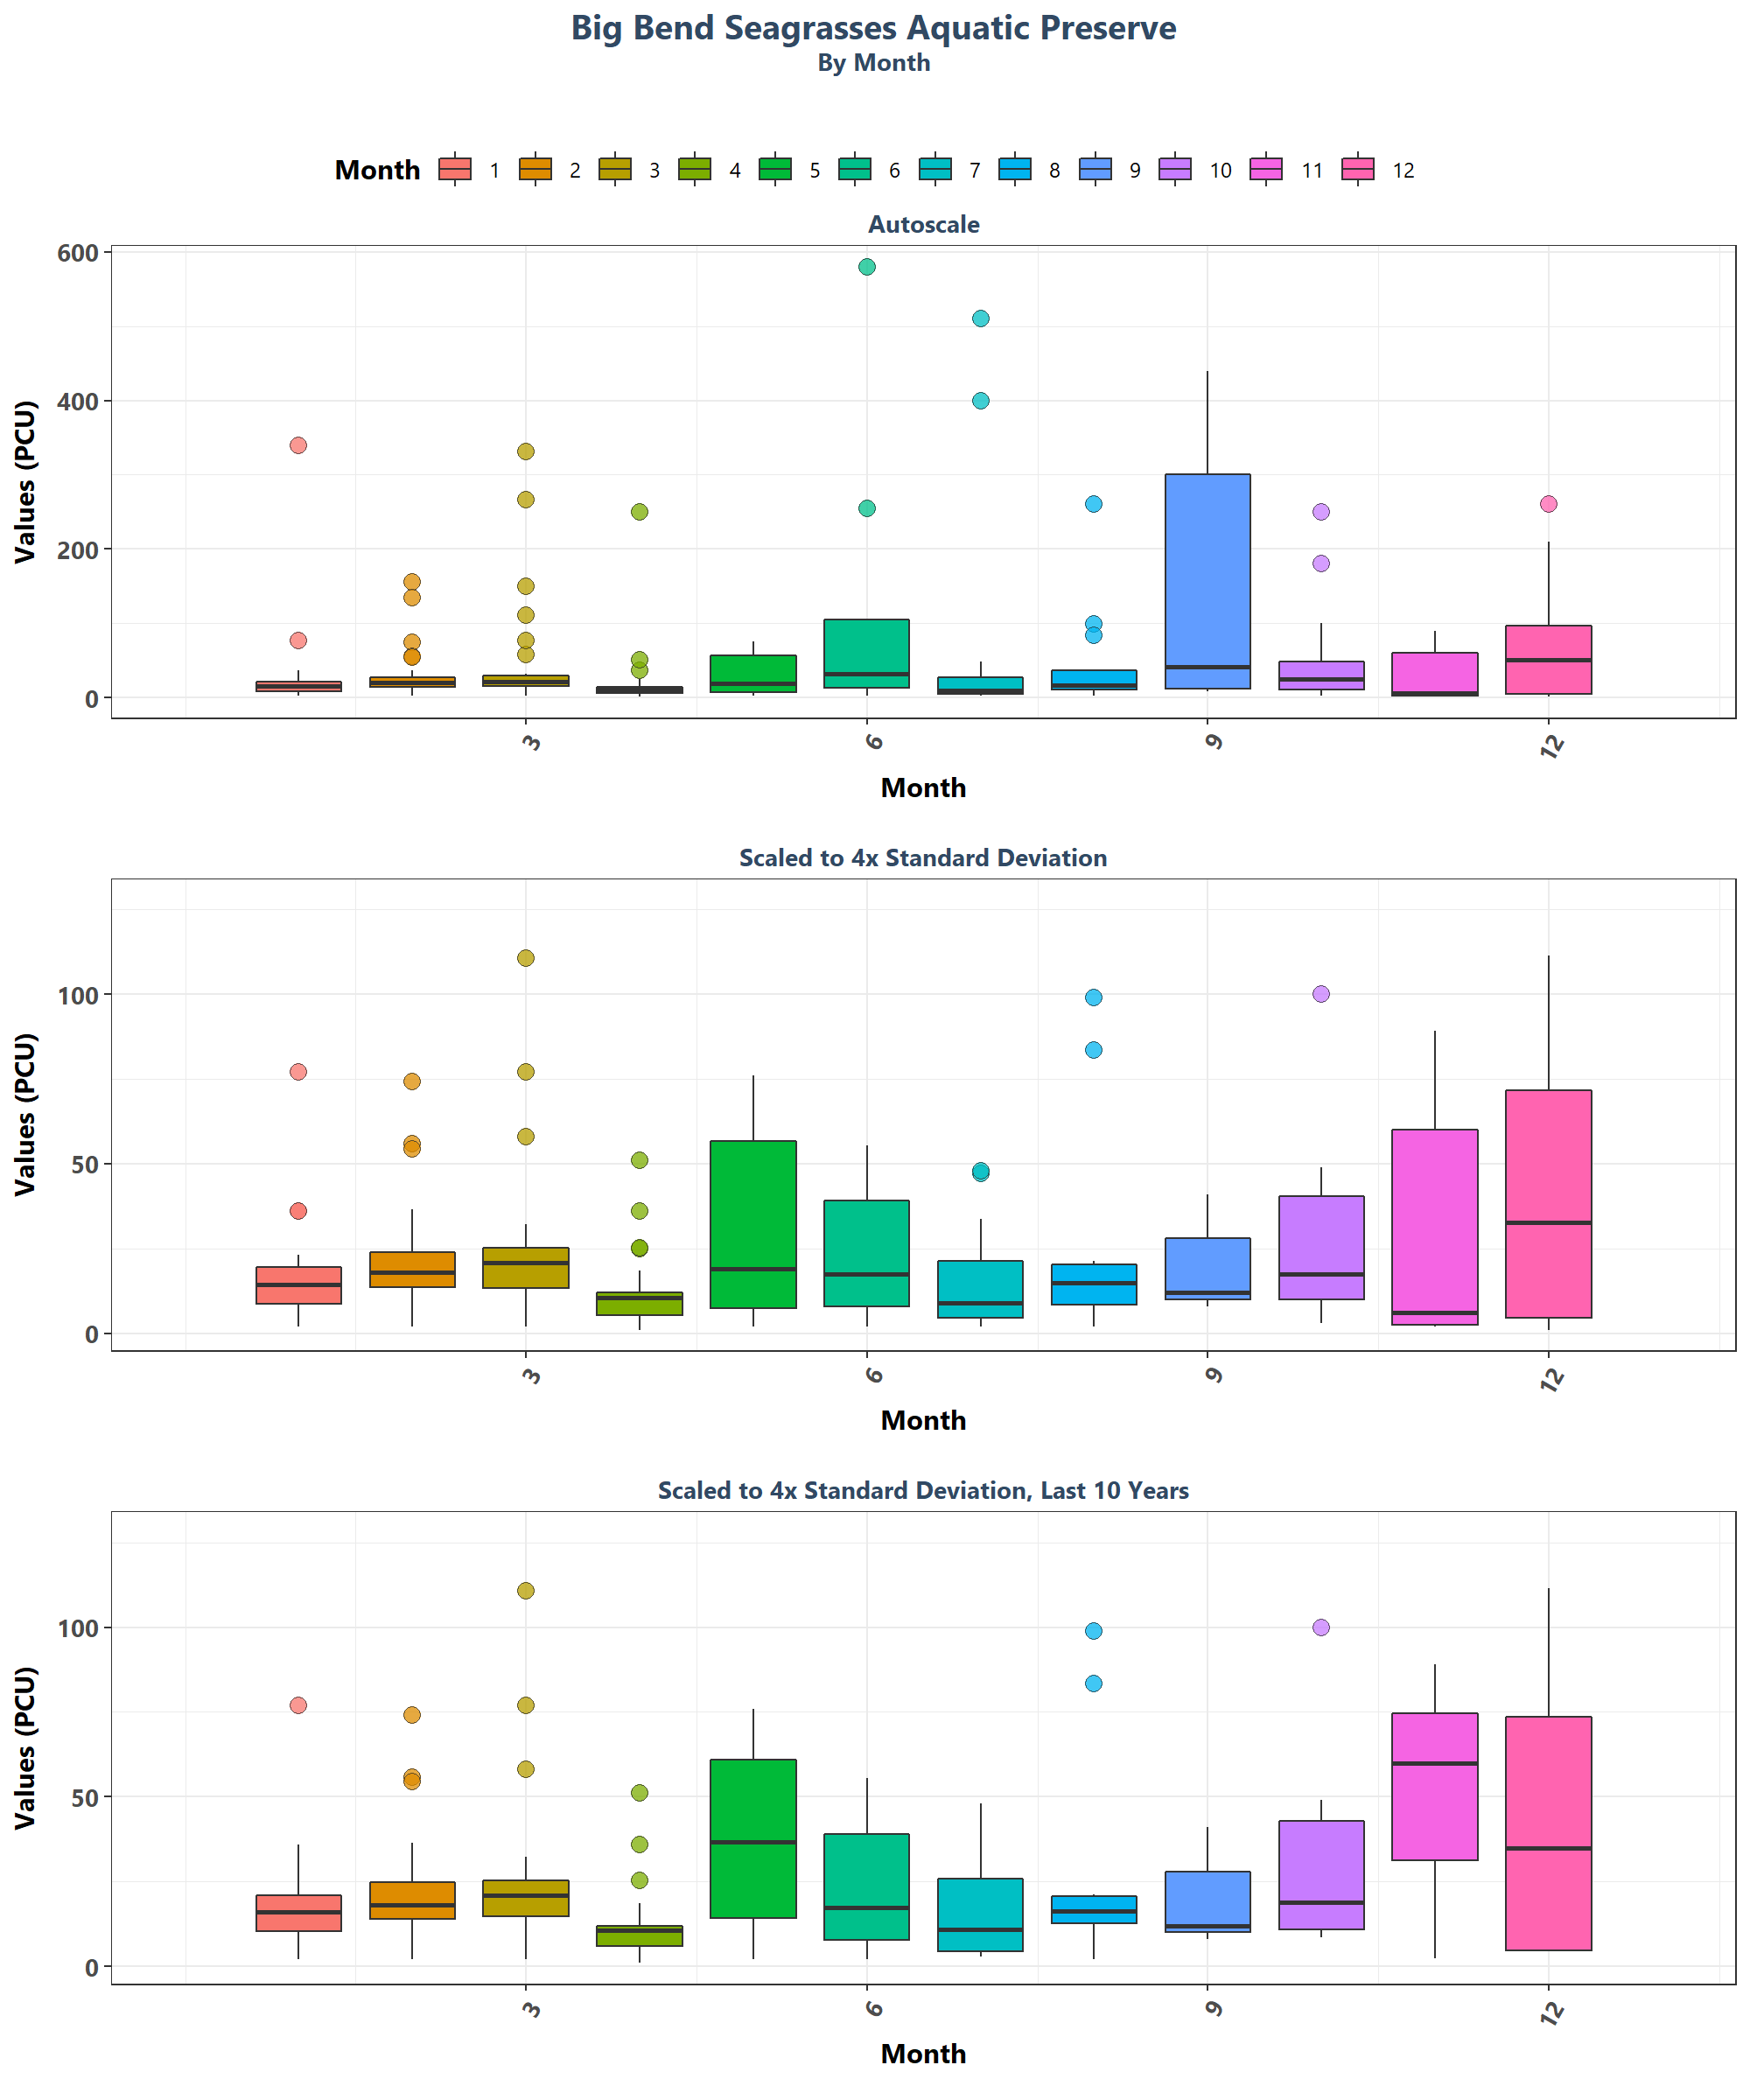 Big Bend Seagrasses Aquatic Preserve
By Month
Month 1 2 3 4 5 6 7 8 9 10 11 12
Autoscale
Values (PCU)
600
400
200
0
3 6 9 12
Month
Scaled to 4x Standard Deviation
Values (PCU)
100
50
0
3 6 9 12
Month
Scaled to 4x Standard Deviation, Last 10 Years
Values (PCU)
100
50
0
3 6 9 12
Month